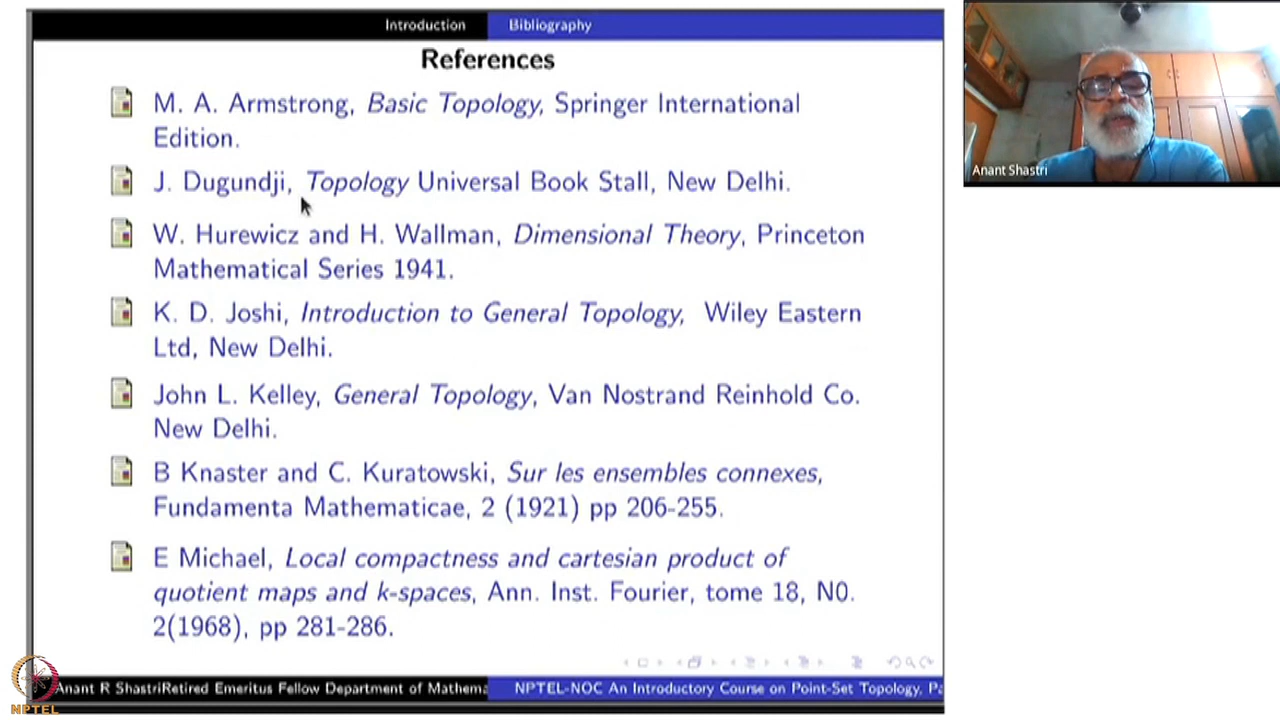 Introduction Bibliography
References
M. A. Armstrong, Basic Topology, Springer International
Edition.
J. Dugundji, Topology Universal Book Stall, New Delhi.
W. Hurewicz and H. Wallman, Dimensional Theory, Princeton
Mathematical Series 1941.
K. D. Joshi, Introduction to General Topology, Wiley Eastern
Ltd, New Delhi.
John L. Kelley, General Topology, Van Nostrand Reinhold Co.
New Delhi.
B Knaster and C. Kuratowski, Sur les ensembles connexes,
Fundamenta Mathematicae, 2 (1921) pp 206-255.
E Michael, Local compactness and cartesian product of
quotient maps and k-spaces, Ann. Inst. Fourier, tome 18, N0.
2(1968), pp 281-286.
Anant R ShastriRetired Emeritus Fellow Department of Mathema NPTEL-NOC An Introductory Course on Point-Set Topology, Pa
NPTEL
Anant Shastri